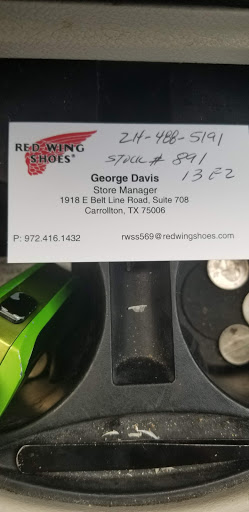 RED WING
SHOES®
214-488-5191
STOCK # 891
13 E2
George Davis
Store Manager
1918 E Belt Line Road, Suite 708
Carrollton, TX 75006
P: 972.416.1432
rwss569@redwingshoes.com